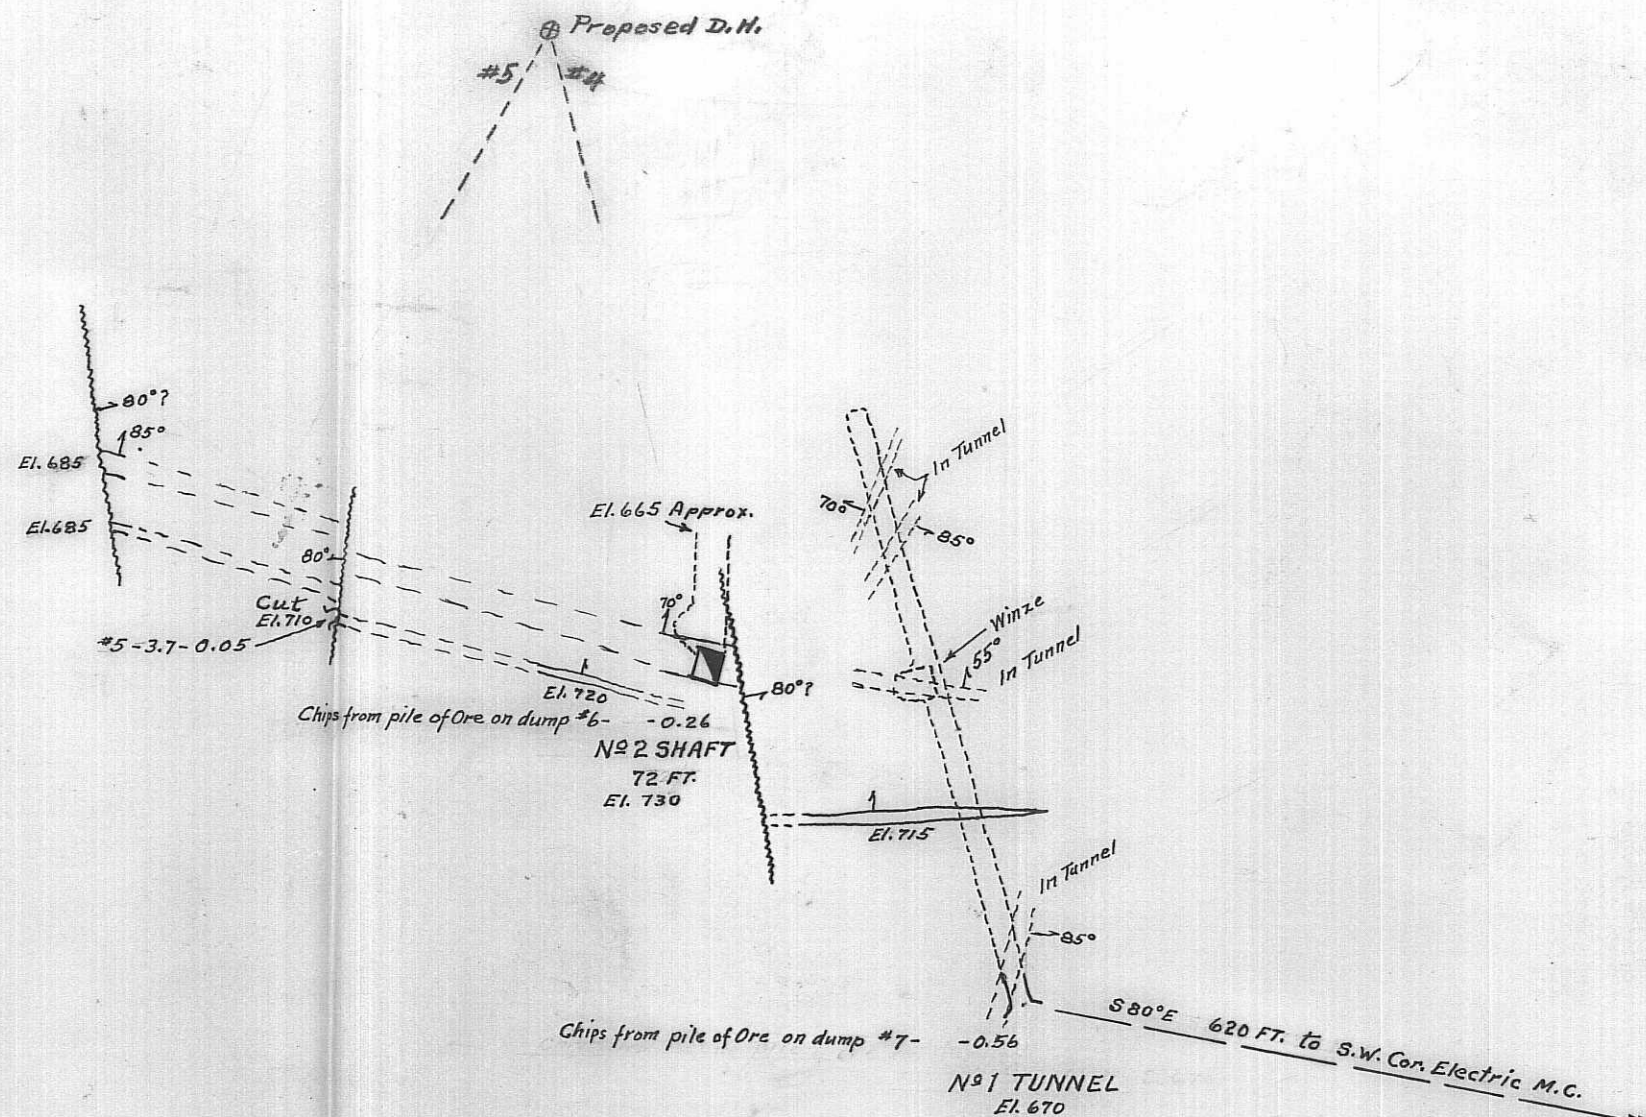 Proposed D.H.
#5
#4
80°?
85°
El. 685
El. 685
80°
Cut
El. 710
#5-3.7-0.05
El. 665 Approx.
70°
El. 720
80°?
Chips from pile of Ore on dump #6- -0.26
Nº 2 SHAFT
72 FT.
El. 730
In Tunnel
70°
85°
Winze
55°
In Tunnel
El. 715
In Tunnel
85°
S 80° E 620 FT. to S.W. Cor. Electric M.C.
Chips from pile of Ore on dump #7- -0.56
Nº 1 TUNNEL
El. 670